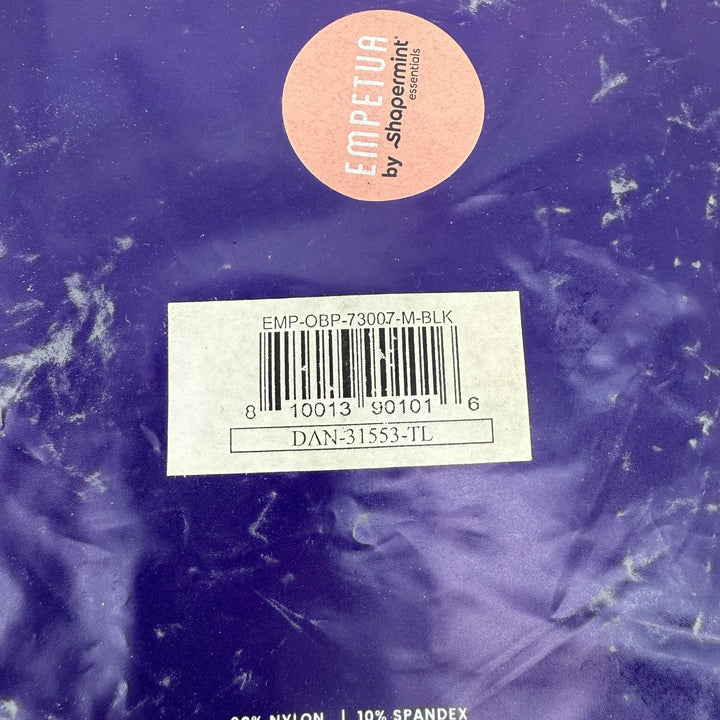 EMPETUA
by Shapermint®
essentials
EMP-OBP-73007-M-BLK
8 10013 90101 6
DAN-31553-TL
90% NYLON | 10% SPANDEX